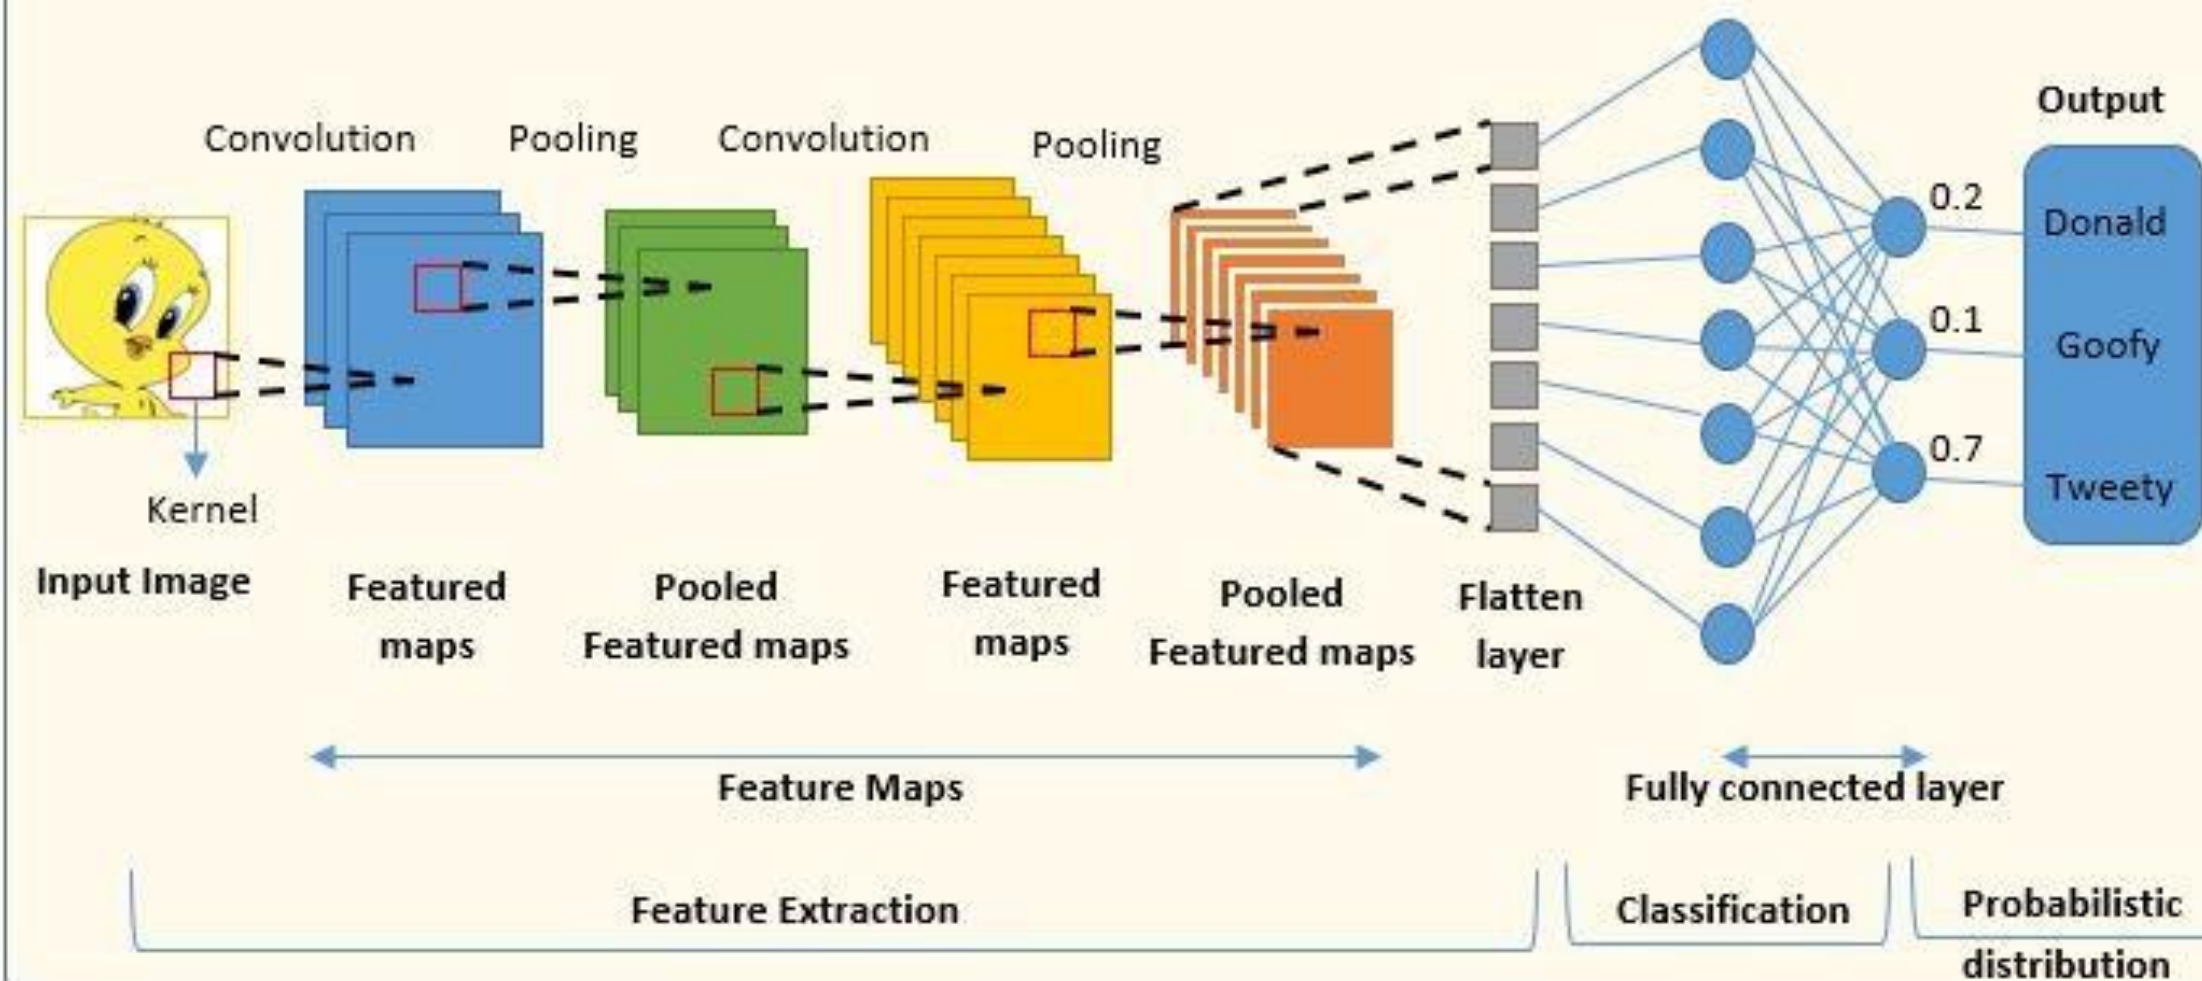 Convolution
Pooling
Convolution
Pooling
Output
0.2
Donald
0.1
Goofy
0.7
Tweety
Kernel
Input Image
Featured
maps
Pooled
Featured maps
Featured
maps
Pooled
Featured maps
Flatten
layer
Feature Maps
Fully connected layer
Feature Extraction
Classification
Probabilistic
distribution